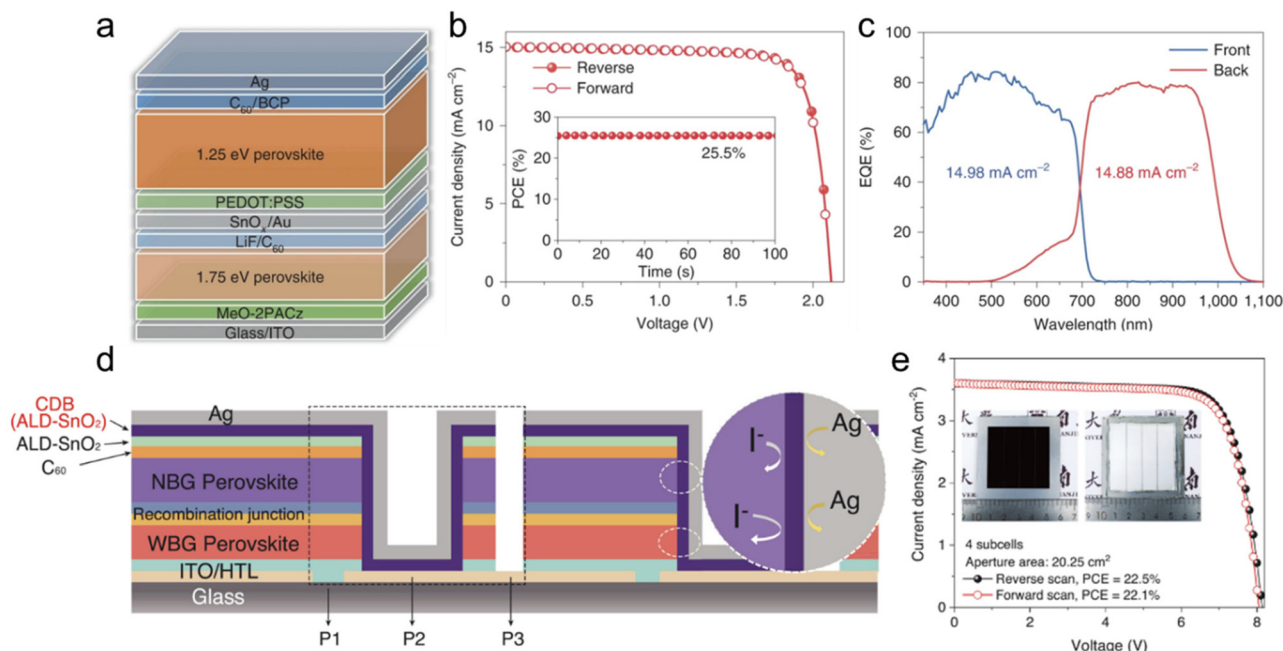 a
Ag
C₆₀/BCP
1.25 eV perovskite
PEDOT:PSS
SnOₓ/Au
LiF/C₆₀
1.75 eV perovskite
MeO-2PACz
Glass/ITO
b
Current density (mA cm⁻²)
15
10
5
0
0
0.5
1.0
1.5
2.0
Voltage (V)
Reverse
Forward
PCE (%)
30
20
10
0
0
20
40
60
80
100
Time (s)
25.5%
c
EQE (%)
100
80
60
40
20
0
400
500
600
700
800
900
1,000
1,100
Wavelength (nm)
Front
Back
14.98 mA cm⁻²
14.88 mA cm⁻²
d
CDB
(ALD-SnO₂)
ALD-SnO₂
C₆₀
Ag
NBG Perovskite
Recombination junction
WBG Perovskite
ITO/HTL
Glass
P1
P2
P3
I⁻
Ag
I⁻
Ag
e
Current density (mA cm⁻²)
4
3
2
1
0
0
2
4
6
8
Voltage (V)
4 subcells
Aperture area: 20.25 cm²
Reverse scan, PCE = 22.5%
Forward scan, PCE = 22.1%